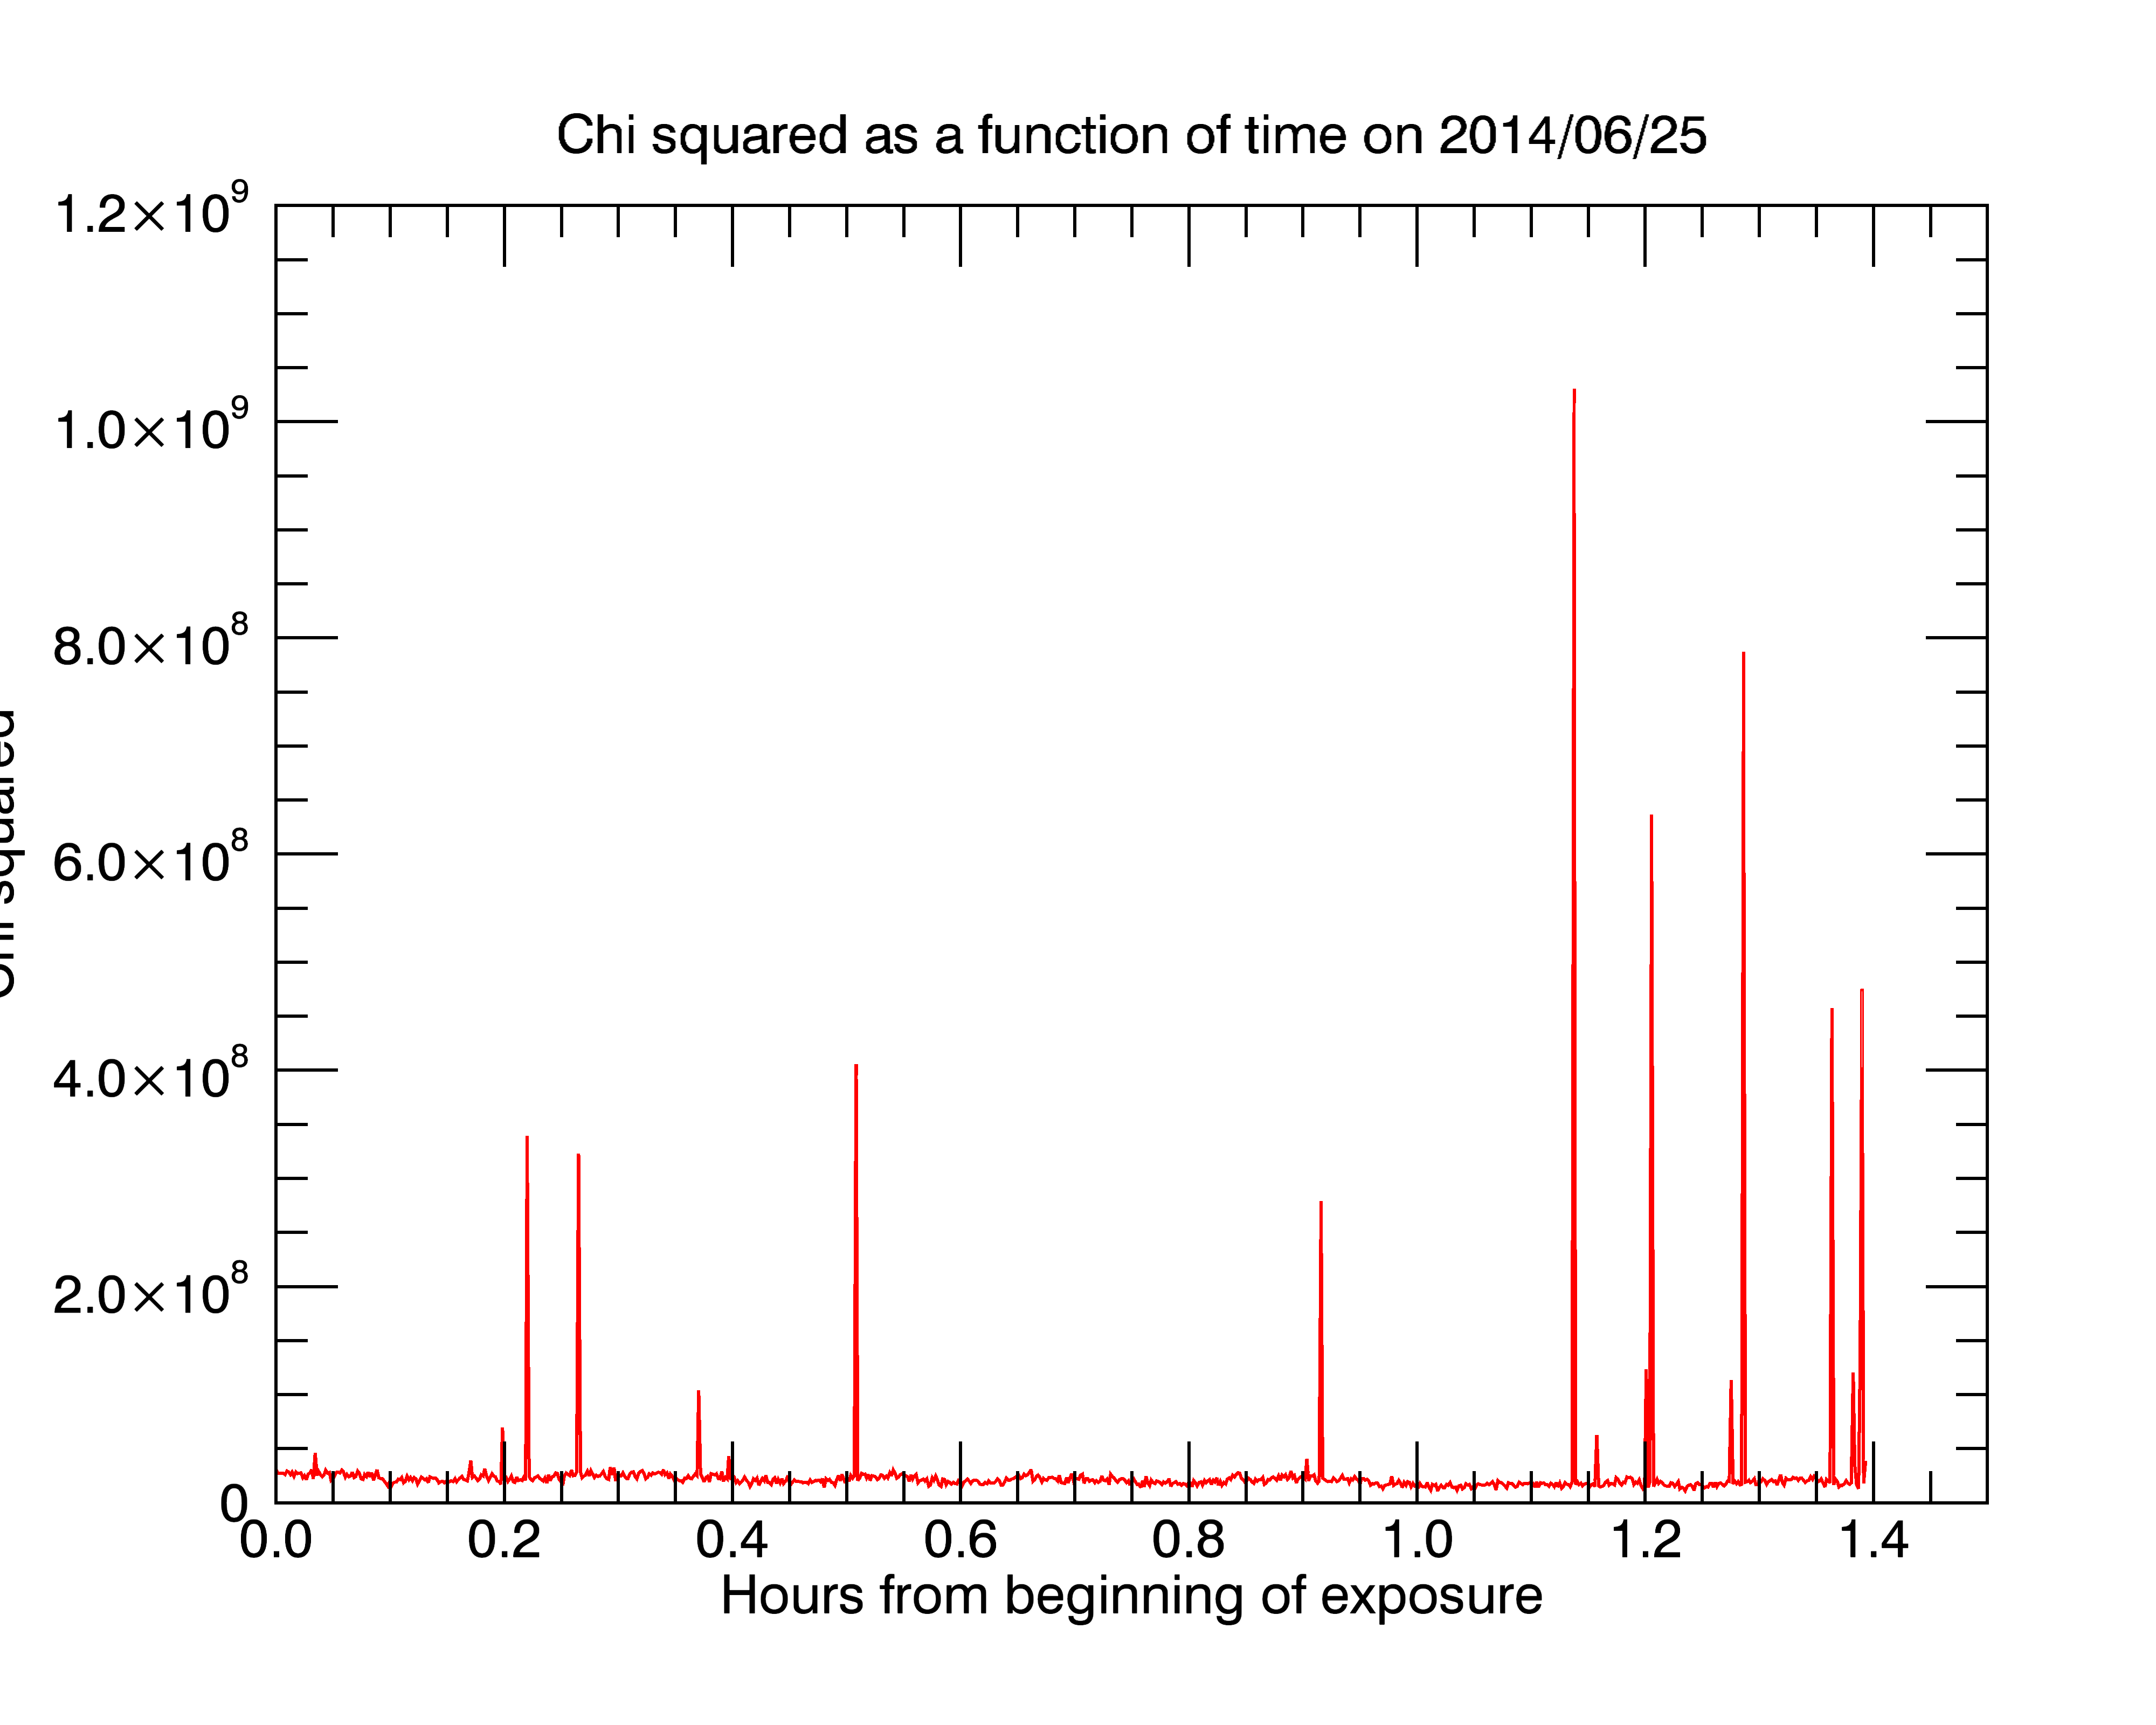 Chi squared as a function of time on 2014/06/25
1.2×10⁹
1.0×10⁹
8.0×10⁸
6.0×10⁸
4.0×10⁸
2.0×10⁸
0
Chi squared
0.0 0.2 0.4 0.6 0.8 1.0 1.2 1.4
Hours from beginning of exposure